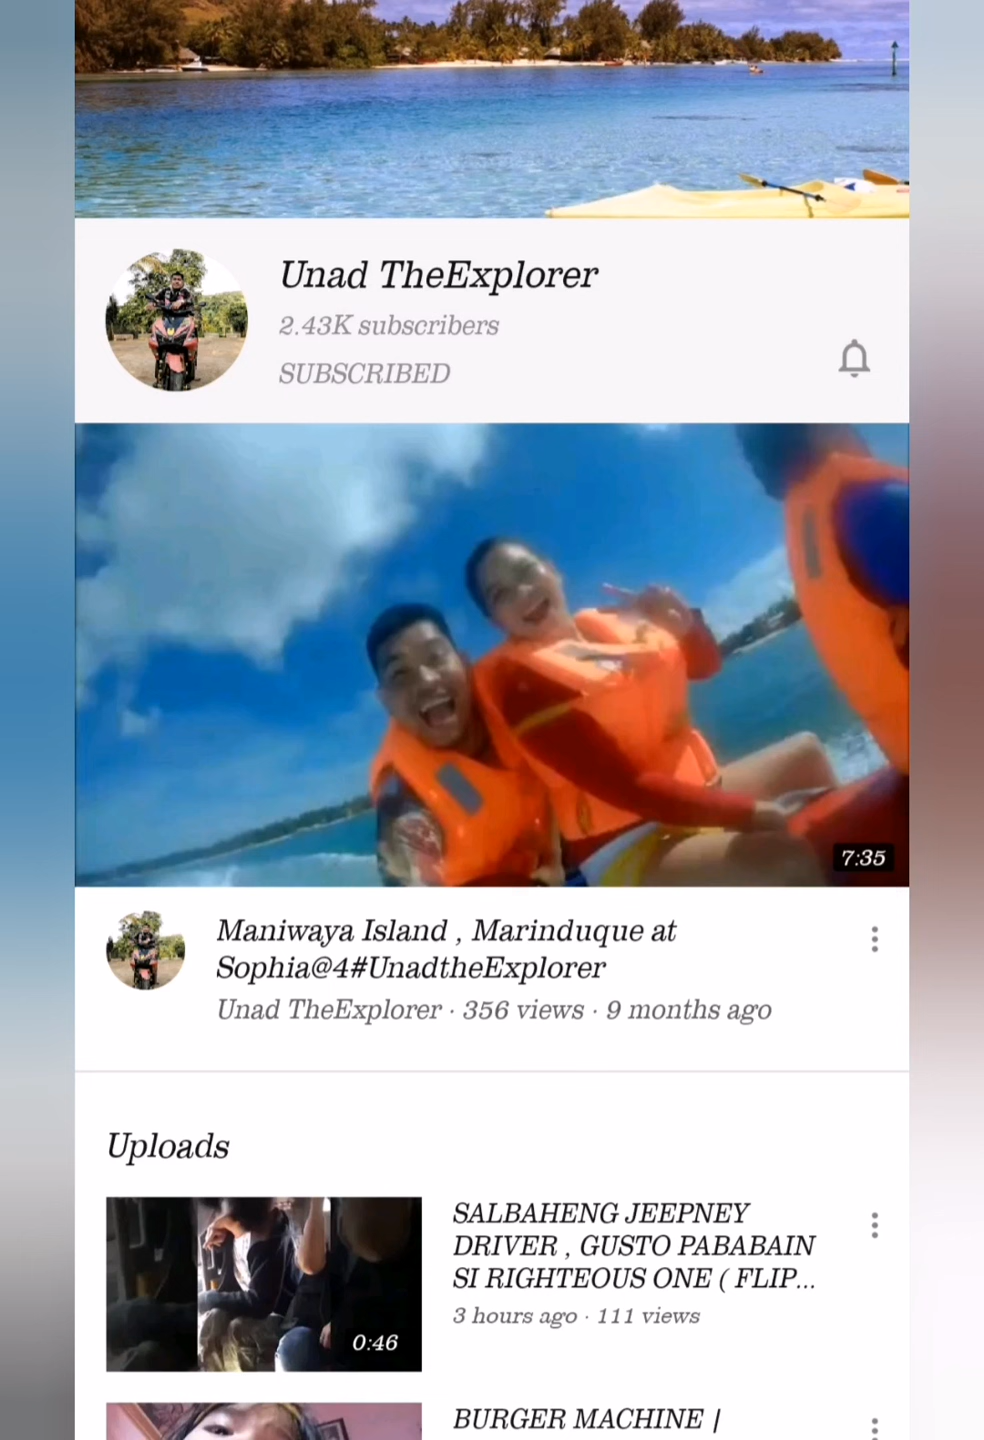 Unad TheExplorer
2.43K subscribers
SUBSCRIBED
7:35
Maniwaya Island , Marinduque at
Sophia@4#UnadtheExplorer
Unad TheExplorer · 356 views · 9 months ago
Uploads
SALBAHENG JEEPNEY
DRIVER , GUSTO PABABAIN
SI RIGHTEOUS ONE ( FLIP...
3 hours ago · 111 views
0:46
BURGER MACHINE |